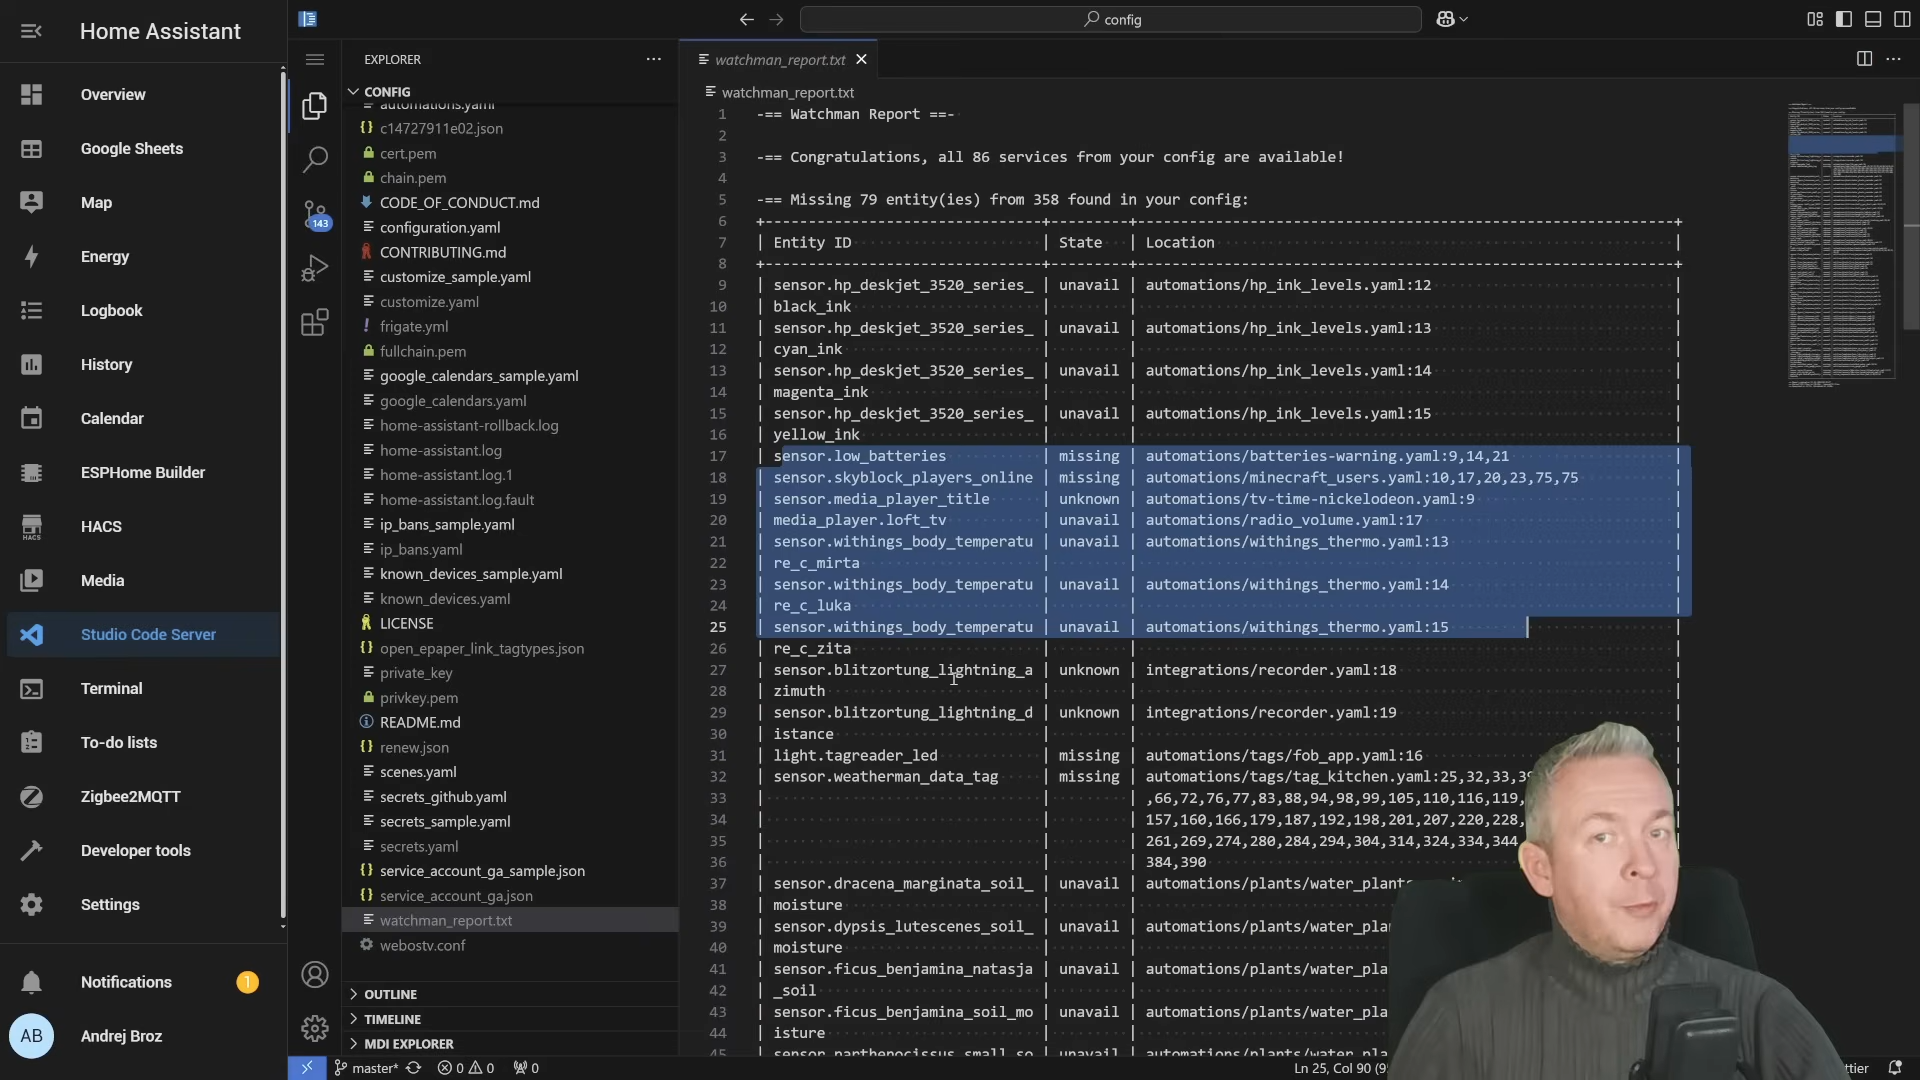 Home Assistant
Overview
Google Sheets
Map
Energy
Logbook
History
Calendar
ESPHome Builder
HACS
HACS
Media
Studio Code Server
Terminal
To-do lists
Zigbee2MQTT
Developer tools
Settings
Notifications
1
AB
Andrej Broz
config
EXPLORER
143
CONFIG
automations.yaml
c14727911e02.json
cert.pem
chain.pem
CODE_OF_CONDUCT.md
configuration.yaml
CONTRIBUTING.md
customize_sample.yaml
customize.yaml
frigate.yml
fullchain.pem
google_calendars_sample.yaml
google_calendars.yaml
home-assistant-rollback.log
home-assistant.log
home-assistant.log.1
home-assistant.log.fault
ip_bans_sample.yaml
ip_bans.yaml
known_devices_sample.yaml
known_devices.yaml
LICENSE
open_epaper_link_tagtypes.json
private_key
privkey.pem
README.md
renew.json
scenes.yaml
secrets_github.yaml
secrets_sample.yaml
secrets.yaml
service_account_ga_sample.json
service_account_ga.json
watchman_report.txt
webostv.conf
OUTLINE
TIMELINE
MDI EXPLORER
watchman_report.txt
watchman_report.txt
1 -== Watchman Report ==-
2
3 -== Congratulations, all 86 services from your config are available!
4
5 -== Missing 79 entity(ies) from 358 found in your config:
6 +----------------------------------+----------+------------------------------------------------------------------+
7 | Entity ID | State | Location |
8 +----------------------------------+----------+------------------------------------------------------------------+
9 | sensor.hp_deskjet_3520_series_ | unavail | automations/hp_ink_levels.yaml:12 |
10 | black_ink | | |
11 | sensor.hp_deskjet_3520_series_ | unavail | automations/hp_ink_levels.yaml:13 |
12 | cyan_ink | | |
13 | sensor.hp_deskjet_3520_series_ | unavail | automations/hp_ink_levels.yaml:14 |
14 | magenta_ink | | |
15 | sensor.hp_deskjet_3520_series_ | unavail | automations/hp_ink_levels.yaml:15 |
16 | yellow_ink | | |
17 | sensor.low_batteries | missing | automations/batteries-warning.yaml:9,14,21 |
18 | sensor.skyblock_players_online | missing | automations/minecraft_users.yaml:10,17,20,23,75,75 |
19 | sensor.media_player_title | unknown | automations/tv-time-nickelodeon.yaml:9 |
20 | media_player.loft_tv | unavail | automations/radio_volume.yaml:17 |
21 | sensor.withings_body_temperatu | unavail | automations/withings_thermo.yaml:13 |
22 | re_c_mirta | | |
23 | sensor.withings_body_temperatu | unavail | automations/withings_thermo.yaml:14 |
24 | re_c_luka | | |
25 | sensor.withings_body_temperatu | unavail | automations/withings_thermo.yaml:15 |
26 | re_c_zita | | |
27 | sensor.blitzortung_lightning_a | unknown | integrations/recorder.yaml:18 |
28 | zimuth | | |
29 | sensor.blitzortung_lightning_d | unknown | integrations/recorder.yaml:19 |
30 | istance | | |
31 | light.tagreader_led | missing | automations/tags/fob_app.yaml:16
32 | sensor.weatherman_data_tag | missing | automations/tags/tag_kitchen.yaml:25,32,33,39
33 | | | ,66,72,76,77,83,88,94,98,99,105,110,116,119,
34 | | | 157,160,166,179,187,192,198,201,207,220,228,
35 | | | 261,269,274,280,284,294,304,314,324,334,344
36 | | | 384,390
37 | sensor.dracena_marginata_soil_ | unavail | automations/plants/water_plants
38 | moisture | |
39 | sensor.dypsis_lutescenes_soil_ | unavail | automations/plants/water_pla
40 | moisture | |
41 | sensor.ficus_benjamina_natasja | unavail | automations/plants/water_pla
42 | _soil | |
43 | sensor.ficus_benjamina_soil_mo | unavail | automations/plants/water_pla
44 | isture | |
45 | sensor.parthenocissus_small_so | unavail | automations/plants/water_pla
master* 0 0 0
Ln 25, Col 90